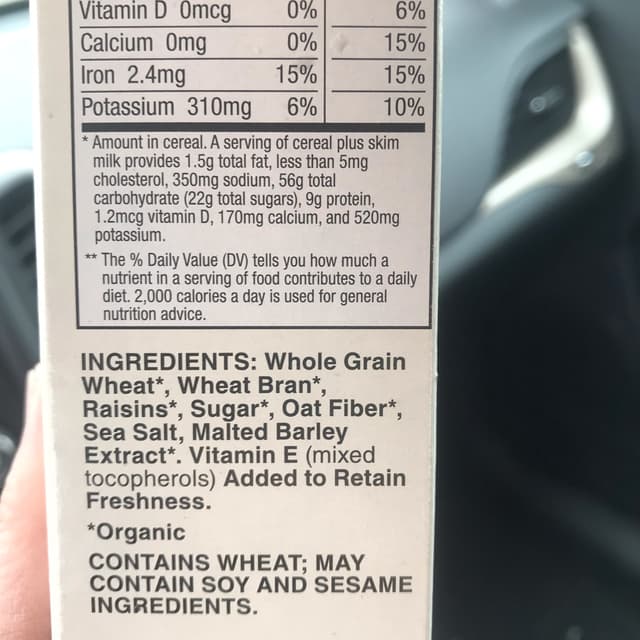 Vitamin D 0mcg 0% 6%
Calcium 0mg 0% 15%
Iron 2.4mg 15% 15%
Potassium 310mg 6% 10%
* Amount in cereal. A serving of cereal plus skim
milk provides 1.5g total fat, less than 5mg
cholesterol, 350mg sodium, 56g total
carbohydrate (22g total sugars), 9g protein,
1.2mcg vitamin D, 170mg calcium, and 520mg
potassium.
** The % Daily Value (DV) tells you how much a
nutrient in a serving of food contributes to a daily
diet. 2,000 calories a day is used for general
nutrition advice.
INGREDIENTS: Whole Grain
Wheat*, Wheat Bran*,
Raisins*, Sugar*, Oat Fiber*,
Sea Salt, Malted Barley
Extract*. Vitamin E (mixed
tocopherols) Added to Retain
Freshness.
*Organic
CONTAINS WHEAT; MAY
CONTAIN SOY AND SESAME
INGREDIENTS.